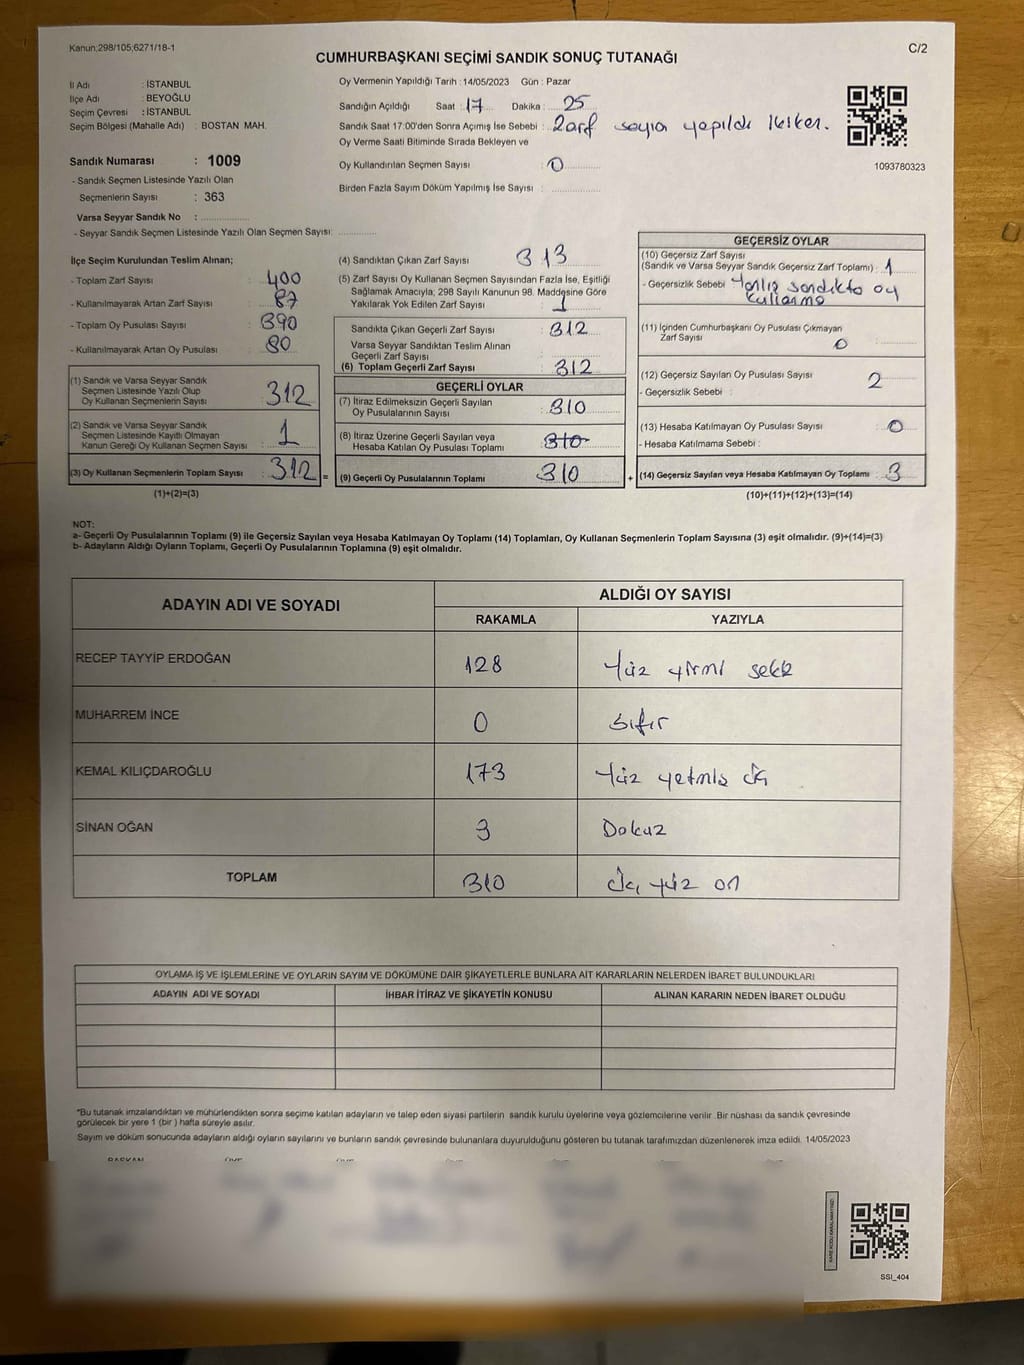 Kanun:298/105;6271/18-1
C/2
CUMHURBAŞKANI SEÇİMİ SANDIK SONUÇ TUTANAĞI
İl Adı : İSTANBUL
İlçe Adı : BEYOĞLU
Seçim Çevresi : İSTANBUL
Seçim Bölgesi (Mahalle Adı) : BOSTAN MAH.
Sandık Numarası : 1009
- Sandık Seçmen Listesinde Yazılı Olan
Seçmenlerin Sayısı : 363
Varsa Seyyar Sandık No :
- Seyyar Sandık Seçmen Listesinde Yazılı Olan Seçmen Sayısı:
Oy Vermenin Yapıldığı Tarih : 14/05/2023 Gün : Pazar
Sandığın Açıldığı Saat : 17 Dakika : 25
Sandık Saat 17:00'den Sonra Açımış İse Sebebi : Zarf sayım yapıldı
Oy Verme Saati Bitiminde Sırada Bekleyen ve
Oy Kullandırılan Seçmen Sayısı : 0
Birden Fazla Sayım Döküm Yapılmış İse Sayısı :
1093780323
İlçe Seçim Kurulundan Teslim Alınan;
- Toplam Zarf Sayısı : 400
- Kullanılmayarak Artan Zarf Sayısı : 87
- Toplam Oy Pusulası Sayısı : 390
- Kullanılmayarak Artan Oy Pusulası : 80
(1) Sandık ve Varsa Seyyar Sandık
Seçmen Listesinde Yazılı Olup
Oy Kullanan Seçmenlerin Sayısı : 312
(2) Sandık ve Varsa Seyyar Sandık
Seçmen Listesinde Kayıtlı Olmayan
Kanun Gereği Oy Kullanan Seçmen Sayısı : 1
(3) Oy Kullanan Seçmenlerin Toplam Sayısı : 312 =
(1)+(2)=(3)
(4) Sandıktan Çıkan Zarf Sayısı : 313
(5) Zarf Sayısı Oy Kullanan Seçmen Sayısından Fazla İse, Eşitliği
Sağlamak Amacıyla; 298 Sayılı Kanunun 98. Maddesine Göre
Yakılarak Yok Edilen Zarf Sayısı : 1
Sandıkta Çıkan Geçerli Zarf Sayısı : 312
Varsa Seyyar Sandıktan Teslim Alınan
Geçerli Zarf Sayısı :
(6) Toplam Geçerli Zarf Sayısı : 312
GEÇERLİ OYLAR
(7) İtiraz Edilmeksizin Geçerli Sayılan
Oy Pusulalarının Sayısı : 310
(8) İtiraz Üzerine Geçerli Sayılan veya
Hesaba Katılan Oy Pusulası Toplamı : 310
(9) Geçerli Oy Pusulalarının Toplamı : 310 +
GEÇERSİZ OYLAR
(10) Geçersiz Zarf Sayısı
(Sandık ve Varsa Seyyar Sandık Geçersiz Zarf Toplamı) : 1
- Geçersizlik Sebebi : Yanlış sandıkta oy
kullanma
(11) İçinden Cumhurbaşkanı Oy Pusulası Çıkmayan
Zarf Sayısı : 0
(12) Geçersiz Sayılan Oy Pusulası Sayısı : 2
- Geçersizlik Sebebi :
(13) Hesaba Katılmayan Oy Pusulası Sayısı : 0
- Hesaba Katılmama Sebebi :
(14) Geçersiz Sayılan veya Hesaba Katılmayan Oy Toplamı : 3
(10)+(11)+(12)+(13)=(14)
NOT:
a- Geçerli Oy Pusulalarının Toplamı (9) ile Geçersiz Sayılan veya Hesaba Katılmayan Oy Toplamı (14) Toplamları, Oy Kullanan Seçmenlerin Toplam Sayısına (3) eşit olmalıdır. (9)+(14)=(3)
b- Adayların Aldığı Oyların Toplamı, Geçerli Oy Pusulalarının Toplamına (9) eşit olmalıdır.
ADAYIN ADI VE SOYADI
ALDIĞI OY SAYISI
RAKAMLA YAZIYLA
RECEP TAYYİP ERDOĞAN 128 Yüz yirmi sekiz
MUHARREM İNCE 0 sıfır
KEMAL KILIÇDAROĞLU 173 Yüz yetmiş
SİNAN OĞAN Dokuz
TOPLAM 310 yüz on
OYLAMA İŞ VE İŞLEMLERİNE VE OYLARIN SAYIM VE DÖKÜMÜNE DAİR ŞİKAYETLERLE BUNLARA AİT KARARLARIN NELERDEN İBARET BULUNDUKLARI
ADAYIN ADI VE SOYADI İHBAR İTİRAZ VE ŞİKAYETİN KONUSU ALINAN KARARIN NEDEN İBARET OLDUĞU
*Bu tutanak imzalandıktan ve mühürlendikten sonra seçime katılan adayların ve talep eden siyasi partilerin sandık kurulu üyelerine veya gözlemcilerine verilir. Bir nüshası da sandık çevresinde
görülecek bir yere 1 (bir) hafta süreyle asılır.
Sayım ve döküm sonucunda adayların aldığı oyların sayılarını ve bunların sandık çevresinde bulunanlara duyurulduğunu gösteren bu tutanak tarafımızdan düzenlenerek imza edildi. 14/05/2023
SSI_404